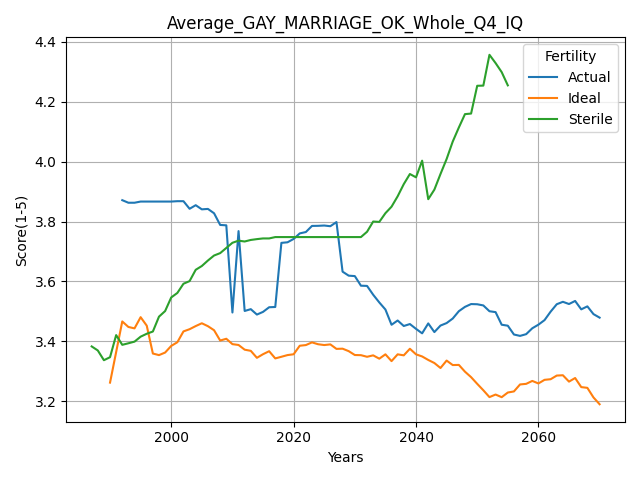 Average_GAY_MARRIAGE_OK_Whole_Q4_IQ
Score(1-5)
4.4
4.2
4.0
3.8
3.6
3.4
3.2
Fertility
Actual
Ideal
Sterile
2000
2020
2040
2060
Years